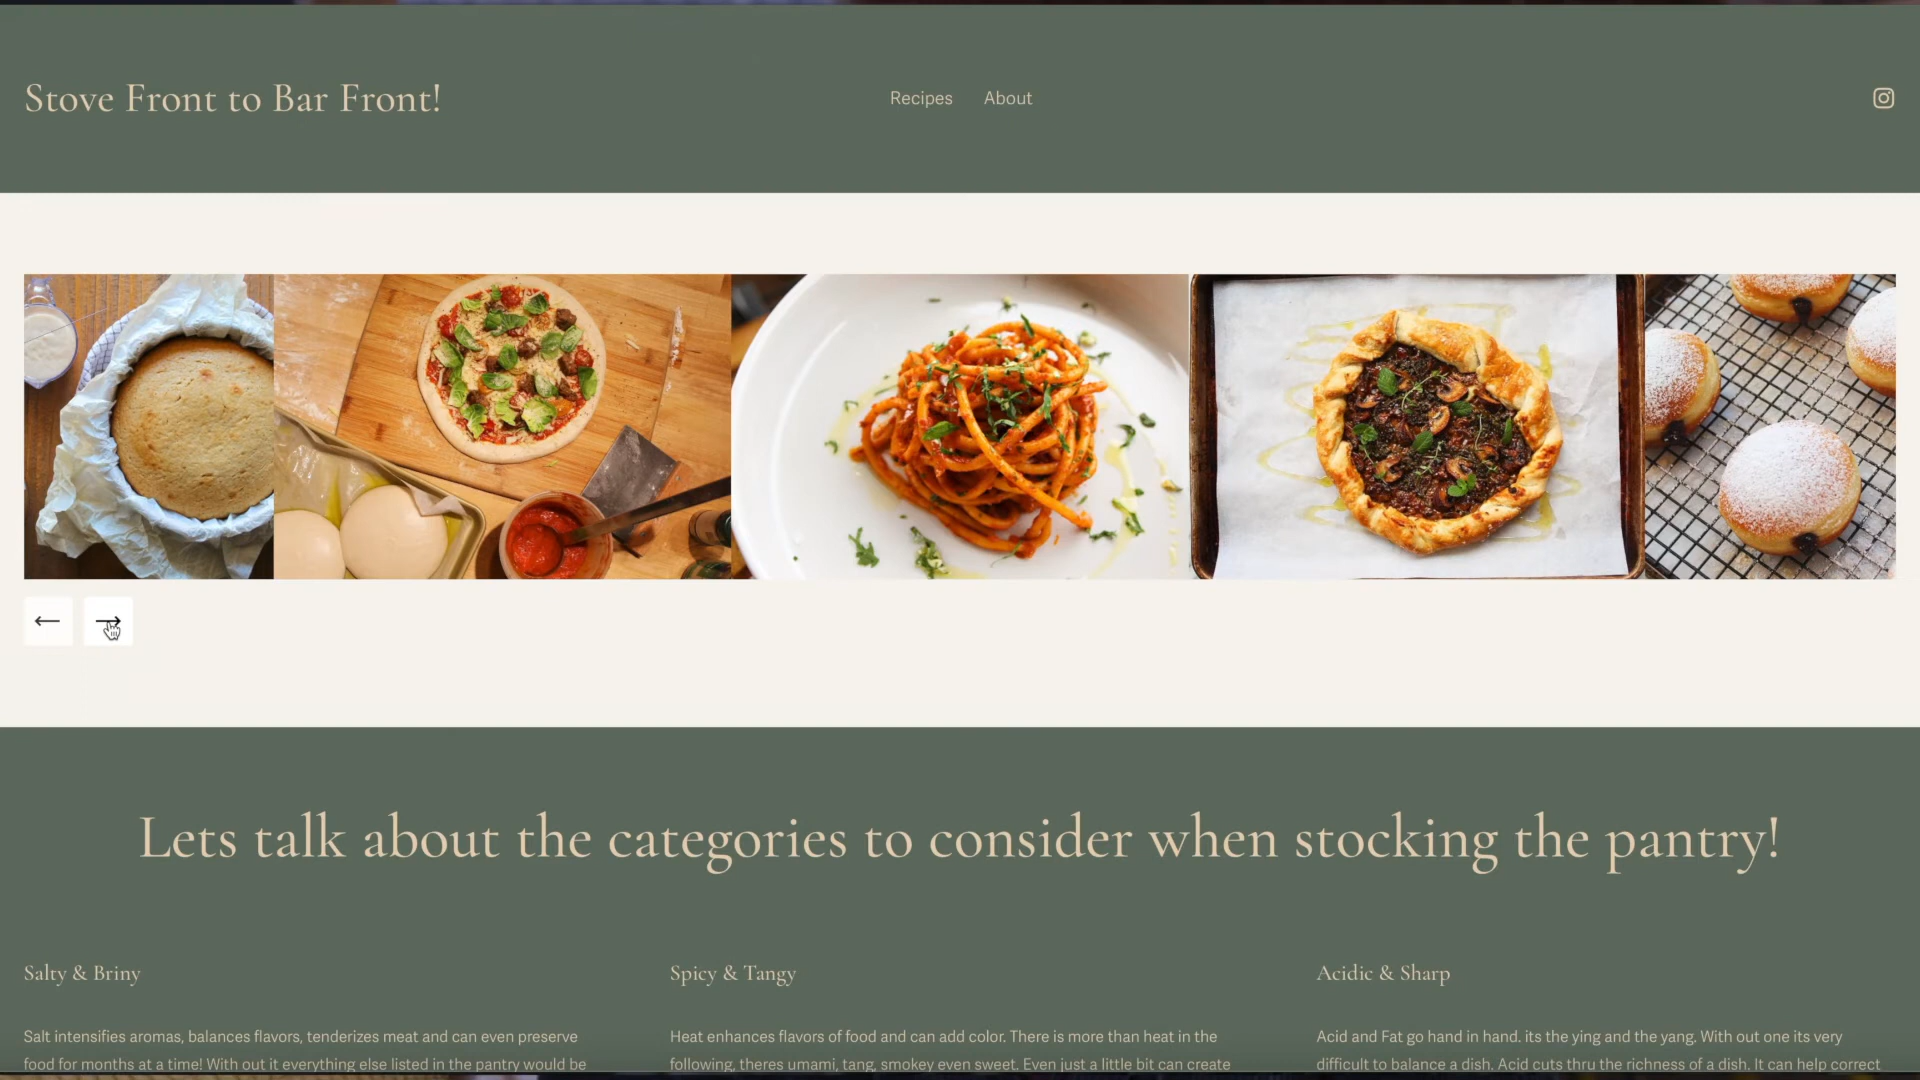 Stove Front to Bar Front!
Recipes About
Lets talk about the categories to consider when stocking the pantry!
Salty & Briny
Salt intensifies aromas, balances flavors, tenderizes meat and can even preserve
food for months at a time! With out it everything else listed in the pantry would be
Spicy & Tangy
Heat enhances flavors of food and can add color. There is more than heat in the
following, theres umami, tang, smokey even sweet. Even just a little bit can create
Acidic & Sharp
Acid and Fat go hand in hand. its the ying and the yang. With out one its very
difficult to balance a dish. Acid cuts thru the richness of a dish. It can help correct